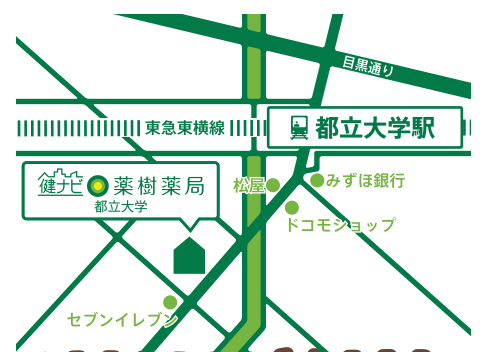 目黒通り
東急東横線
都立大学駅
健ナビ 薬樹薬局
都立大学
松屋
みずほ銀行
ドコモショップ
セブンイレブン